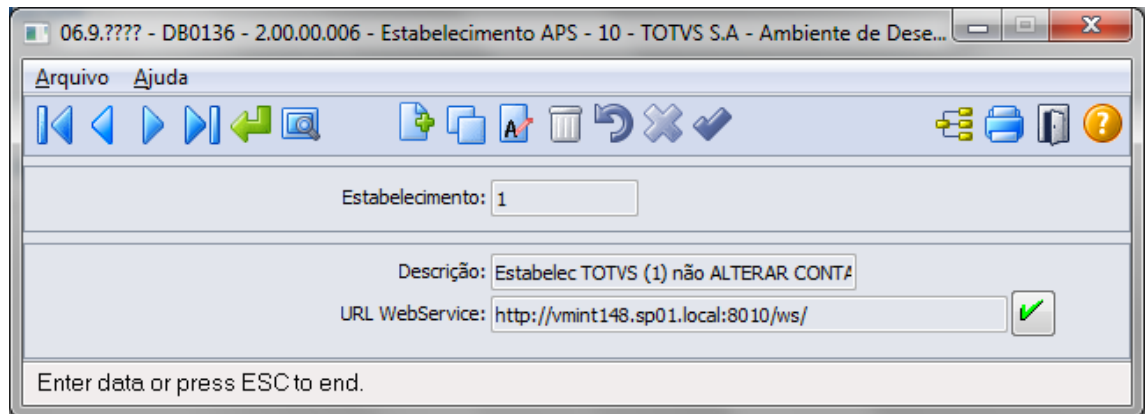 06.9.???? - DB0136 - 2.00.00.006 - Estabelecimento APS - 10 - TOTVS S.A - Ambiente de Dese...
Arquivo Ajuda
Estabelecimento: 1
Descrição: Estabelec TOTVS (1) não ALTERAR CONTA
URL WebService: http://vmint148.sp01.local:8010/ws/
Enter data or press ESC to end.